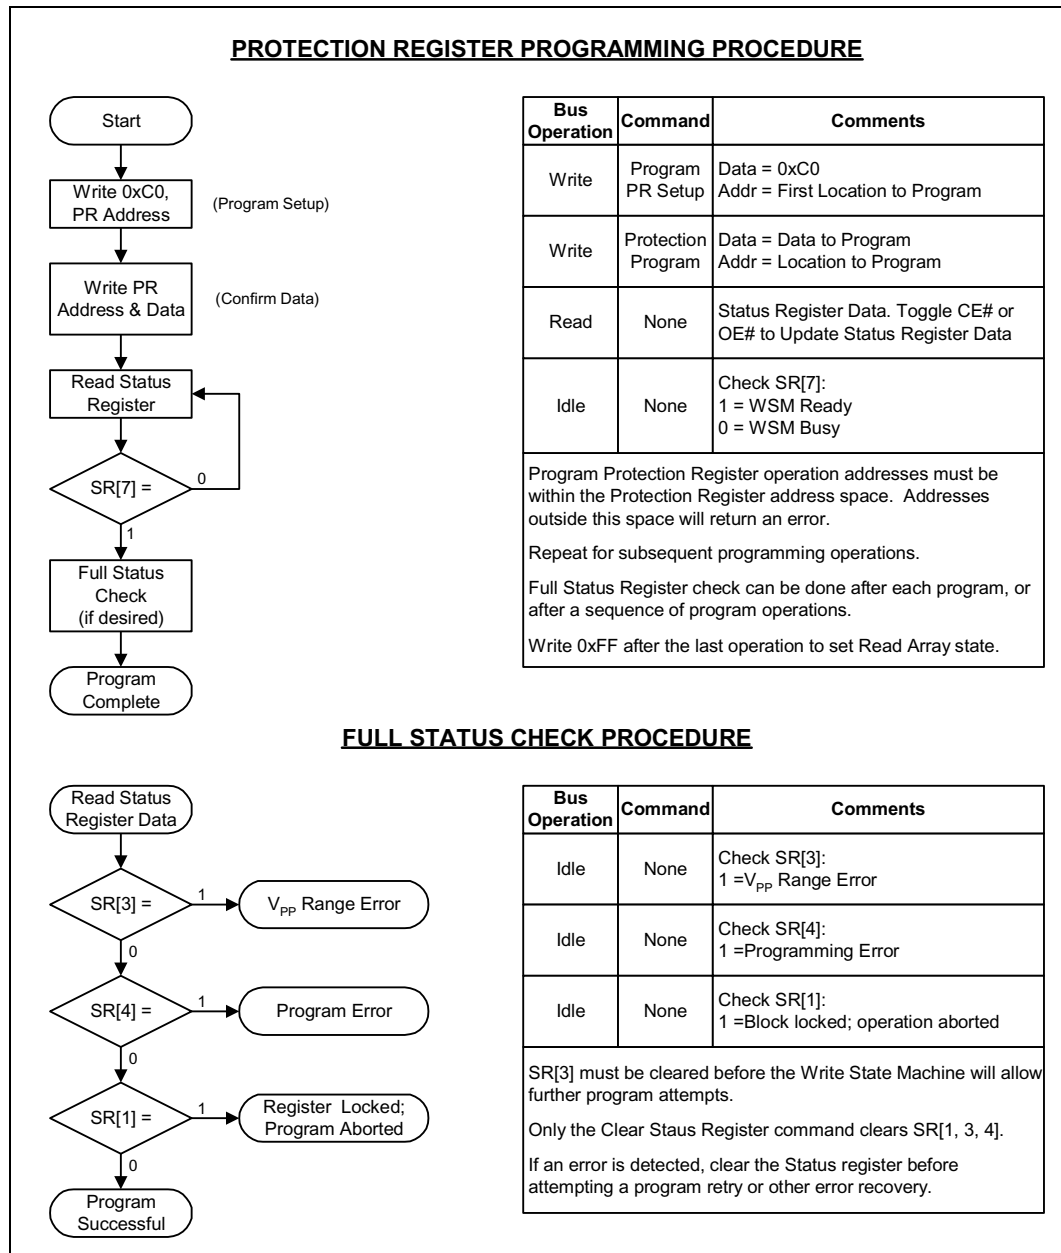 PROTECTION REGISTER PROGRAMMING PROCEDURE
Start
Write 0xC0,
PR Address
(Program Setup)
Write PR
Address & Data
(Confirm Data)
Read Status
Register
SR[7] =
0
1
Full Status
Check
(if desired)
Program
Complete
Bus
Operation
Command
Comments
Write
Program
PR Setup
Data = 0xC0
Addr = First Location to Program
Write
Protection
Program
Data = Data to Program
Addr = Location to Program
Read
None
Status Register Data. Toggle CE# or
OE# to Update Status Register Data
Idle
None
Check SR[7]:
1 = WSM Ready
0 = WSM Busy
Program Protection Register operation addresses must be
within the Protection Register address space. Addresses
outside this space will return an error.
Repeat for subsequent programming operations.
Full Status Register check can be done after each program, or
after a sequence of program operations.
Write 0xFF after the last operation to set Read Array state.
FULL STATUS CHECK PROCEDURE
Read Status
Register Data
SR[3] =
1
VPP Range Error
0
SR[4] =
1
Program Error
0
SR[1] =
1
Register Locked;
Program Aborted
0
Program
Successful
Bus
Operation
Command
Comments
Idle
None
Check SR[3]:
1 =VPP Range Error
Idle
None
Check SR[4]:
1 =Programming Error
Idle
None
Check SR[1]:
1 =Block locked; operation aborted
SR[3] must be cleared before the Write State Machine will allow
further program attempts.
Only the Clear Staus Register command clears SR[1, 3, 4].
If an error is detected, clear the Status register before
attempting a program retry or other error recovery.